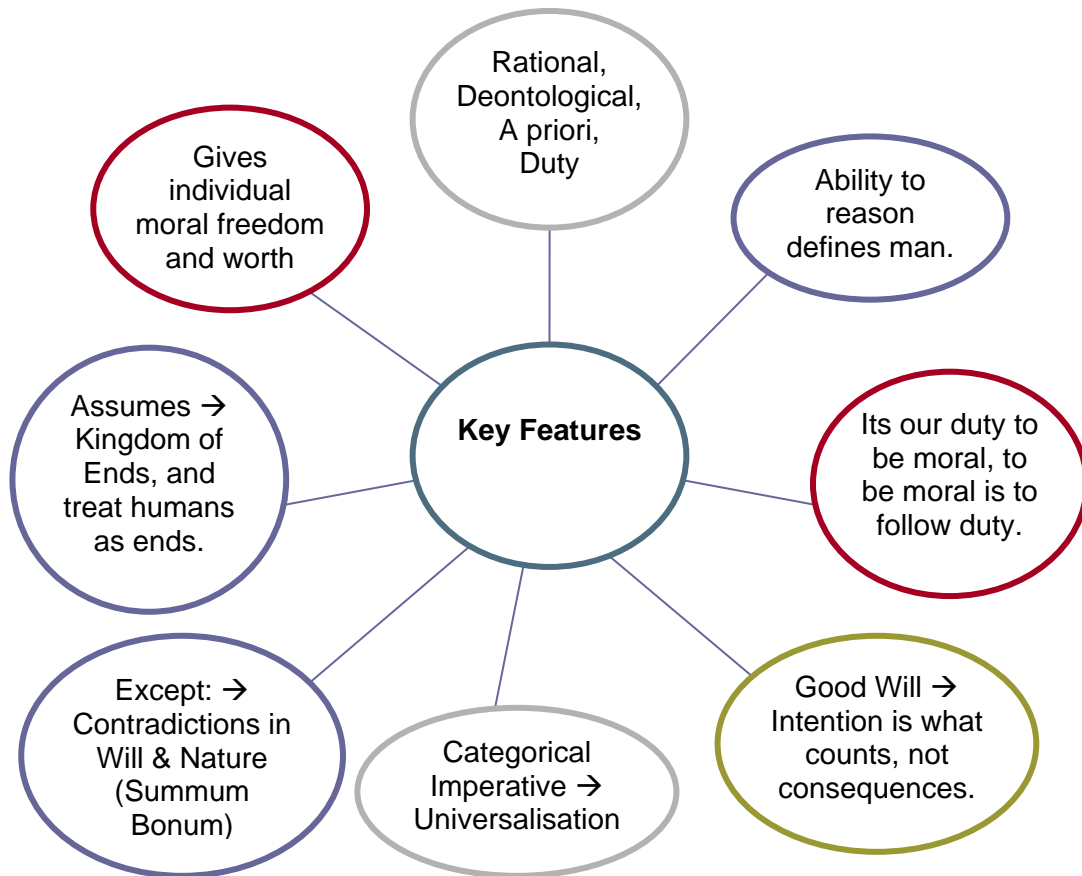 Rational,
Deontological,
A priori,
Duty
Gives
individual
moral freedom
and worth
Ability to
reason
defines man.
Key Features
Assumes →
Kingdom of
Ends, and
treat humans
as ends.
Its our duty to
be moral, to
be moral is to
follow duty.
Except: →
Contradictions in
Will & Nature
(Summum
Bonum)
Categorical
Imperative →
Universalisation
Good Will →
Intention is what
counts, not
consequences.